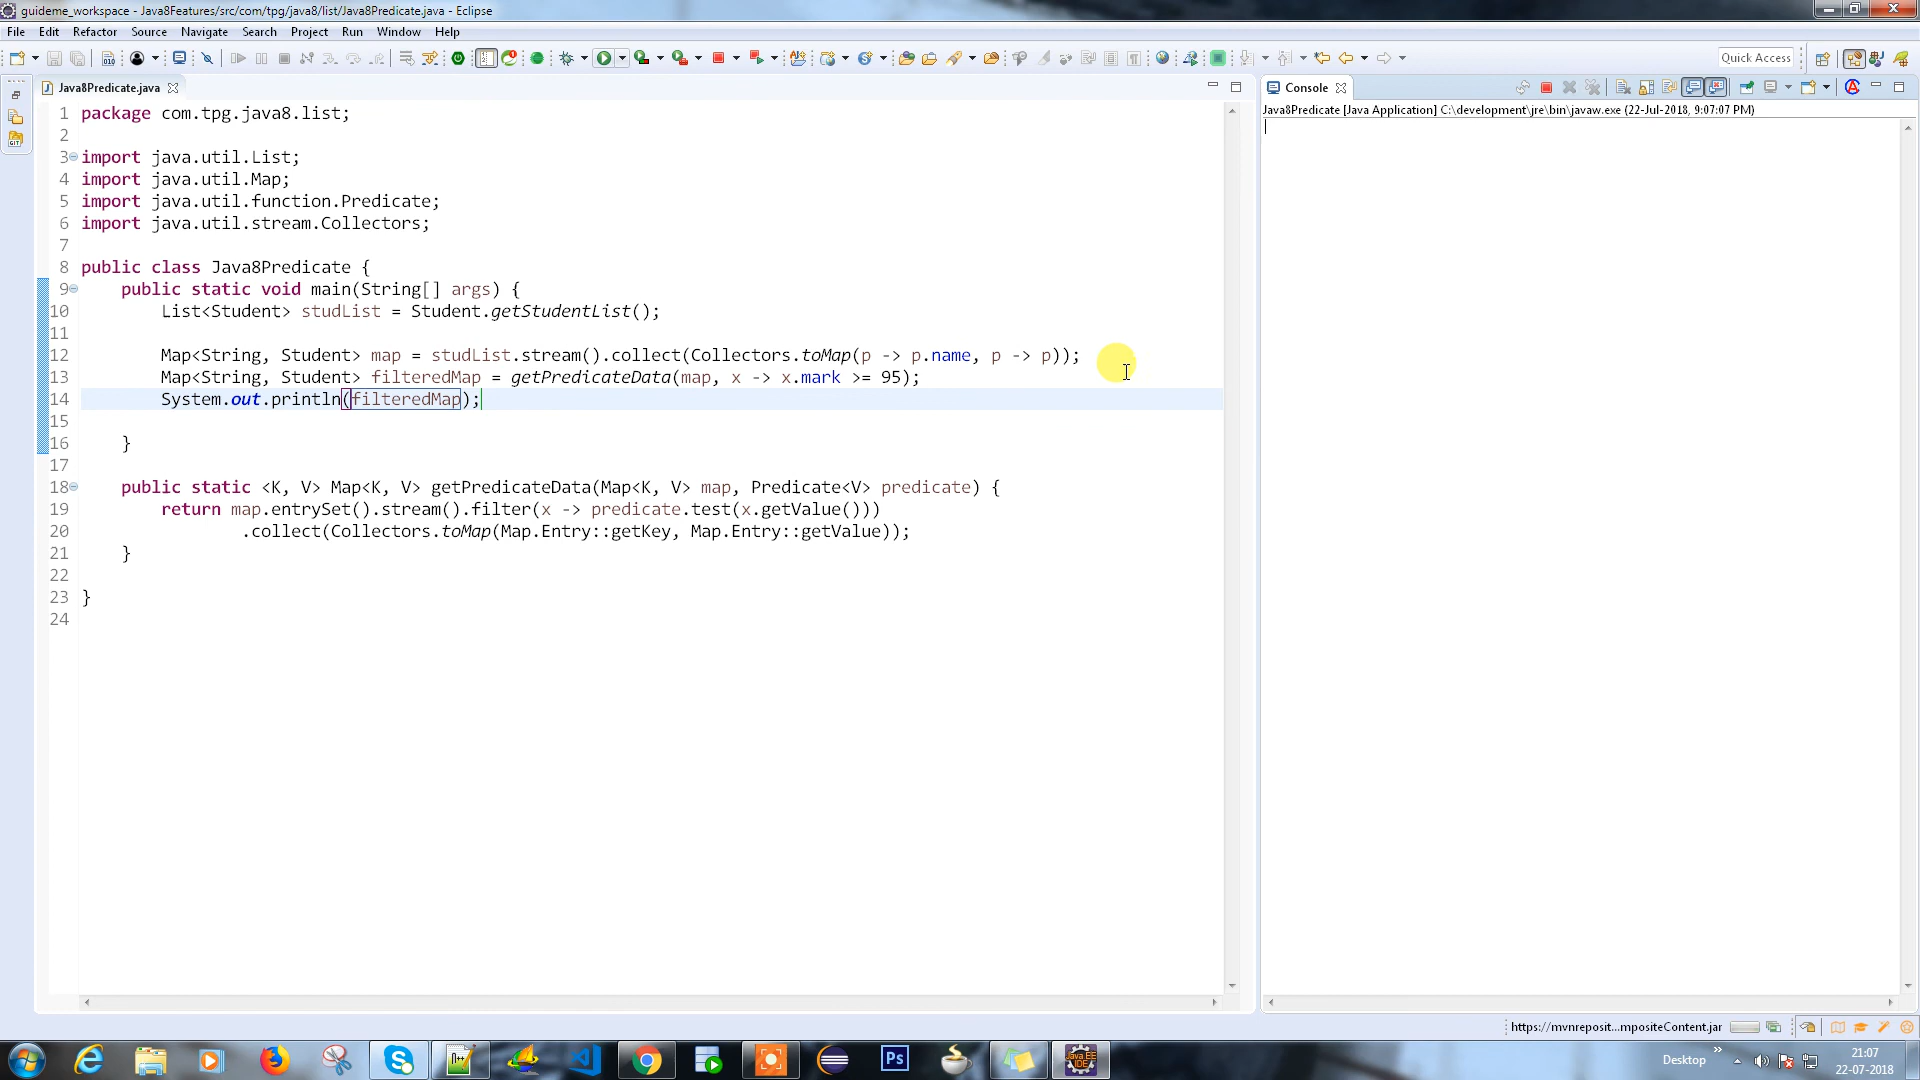 guideme_workspace - Java8Features/src/com/tpg/java8/list/Java8Predicate.java - Eclipse
File Edit Refactor Source Navigate Search Project Run Window Help
Quick Access
Java8Predicate.java
Console
Java8Predicate [Java Application] C:\development\jre\bin\javaw.exe (22-Jul-2018, 9:07:07 PM)
1 package com.tpg.java8.list;
2
3 import java.util.List;
4 import java.util.Map;
5 import java.util.function.Predicate;
6 import java.util.stream.Collectors;
7
8 public class Java8Predicate {
9 public static void main(String[] args) {
10 List<Student> studList = Student.getStudentList();
11
12 Map<String, Student> map = studList.stream().collect(Collectors.toMap(p -> p.name, p -> p));
13 Map<String, Student> filteredMap = getPredicateData(map, x -> x.mark >= 95);
14 System.out.println(filteredMap);
15
16 }
17
18 public static <K, V> Map<K, V> getPredicateData(Map<K, V> map, Predicate<V> predicate) {
19 return map.entrySet().stream().filter(x -> predicate.test(x.getValue()))
20 .collect(Collectors.toMap(Map.Entry::getKey, Map.Entry::getValue));
21 }
22
23 }
24
https://mvnreposit...mpositeContent.jar
Ps
Java EE
IDE
Desktop
21:07
22-07-2018